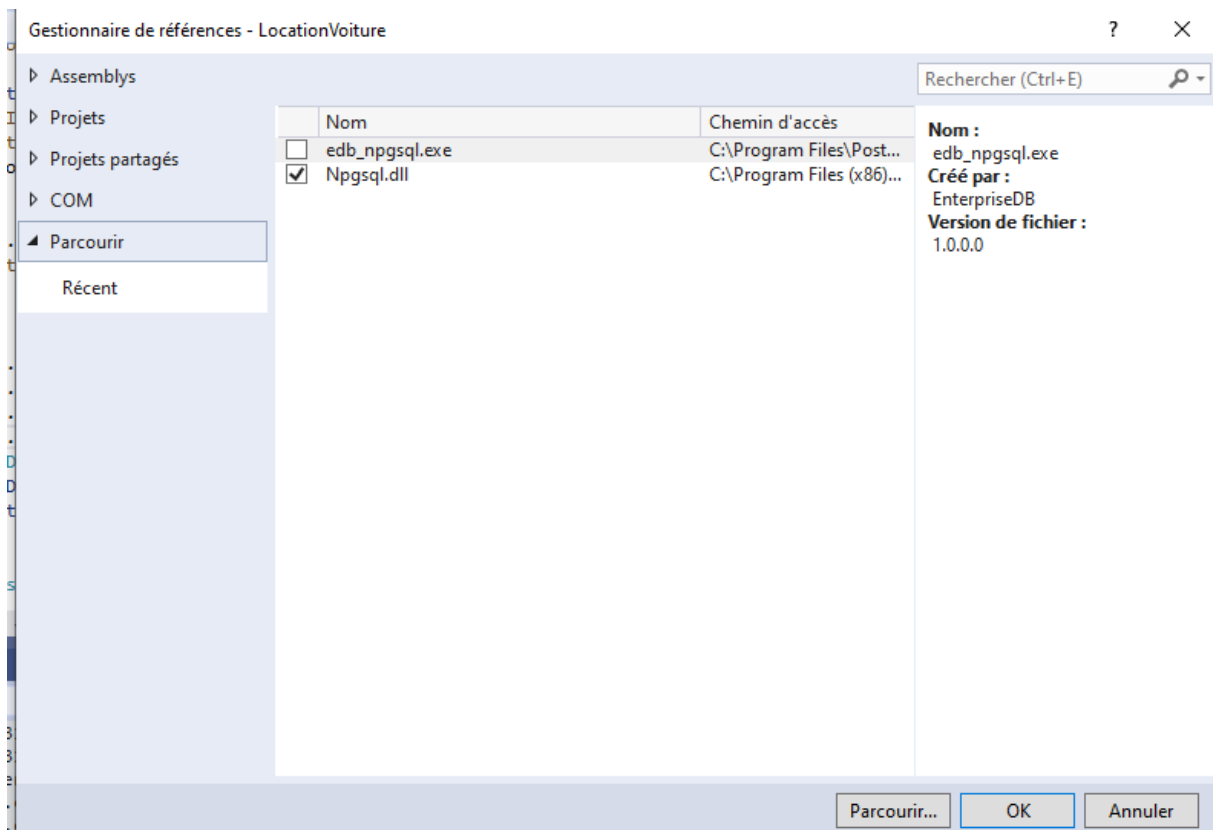 Gestionnaire de références - LocationVoiture
? ×
Assemblys
Projets
Projets partagés
COM
Parcourir
Récent
Nom Chemin d'accès
edb_npgsql.exe C:\Program Files\Post...
Npgsql.dll C:\Program Files (x86)...
Rechercher (Ctrl+E)
Nom :
edb_npgsql.exe
Créé par :
EnterpriseDB
Version de fichier :
1.0.0.0
Parcourir... OK Annuler